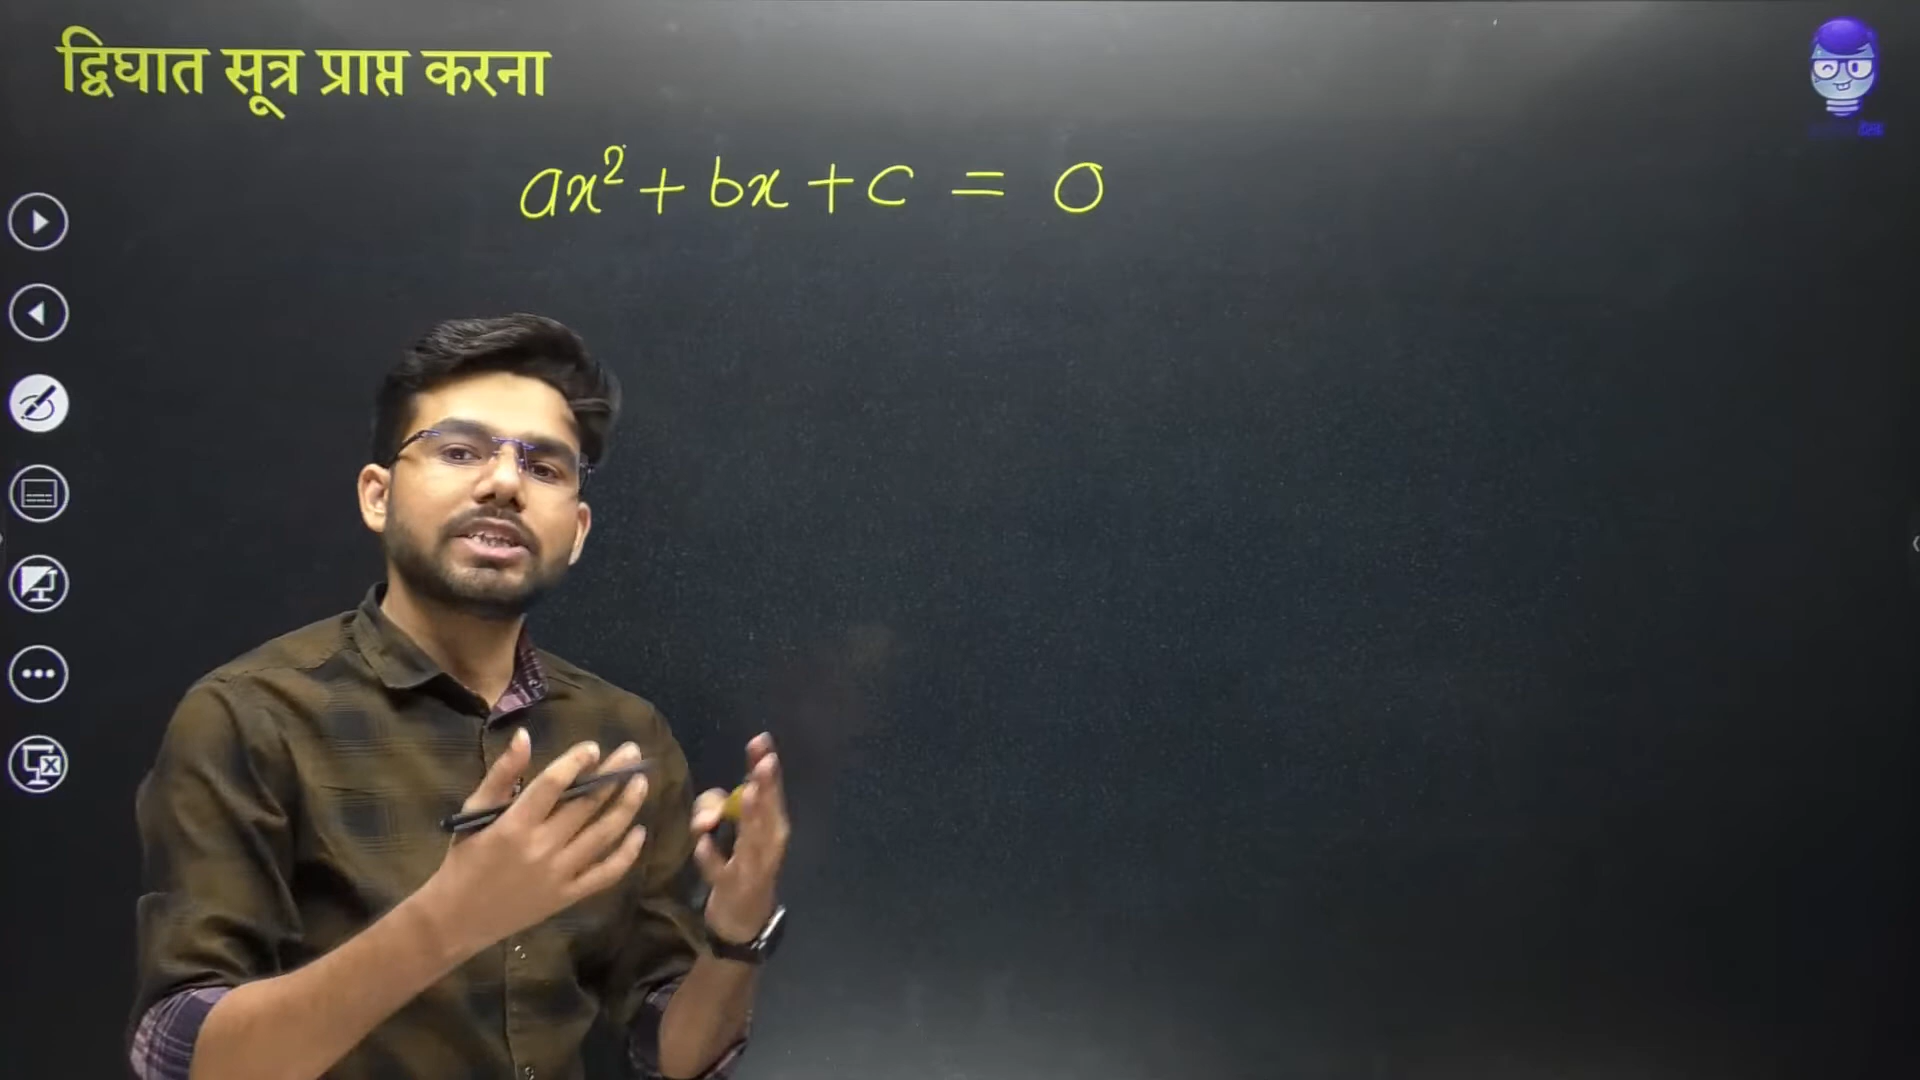 द्विघात सूत्र प्राप्त करना
ax² + bx + c = 0